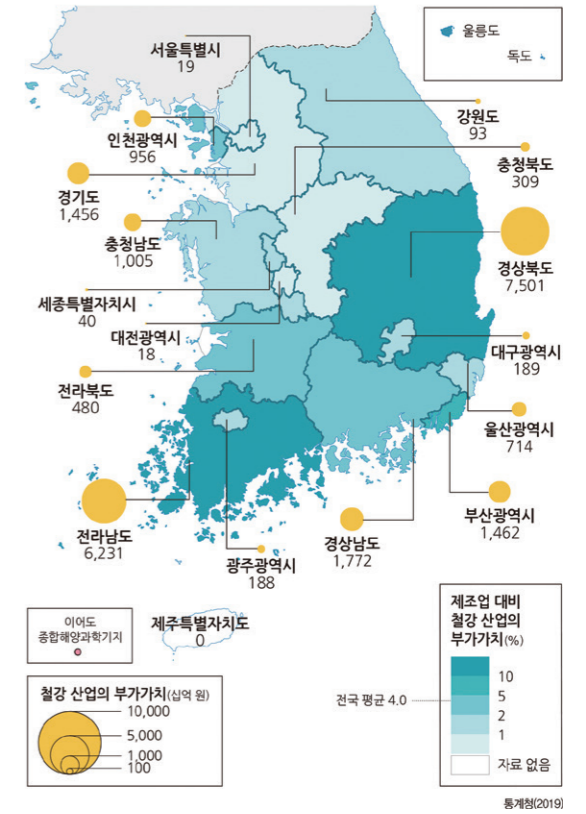 서울특별시
19
울릉도
독도
인천광역시
956
강원도
93
충청북도
309
경기도
1,456
충청남도
1,005
경상북도
7,501
세종특별자치시
40
대전광역시
18
대구광역시
189
전라북도
480
울산광역시
714
전라남도
6,231
광주광역시
188
경상남도
1,772
부산광역시
1,462
이어도
종합해양과학기지
제주특별자치도
0
철강 산업의 부가가치(십억 원)
10,000
5,000
1,000
100
제조업 대비
철강 산업의
부가가치(%)
10
5
전국 평균 4.0
2
1
자료 없음
통계청(2019)